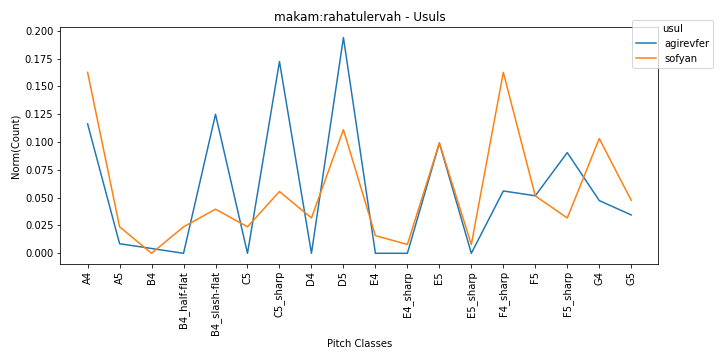 makam:rahatulervah - Usuls
usul
agirevfer
sofyan
Norm(Count)
0.200
0.175
0.150
0.125
0.100
0.075
0.050
0.025
0.000
A4
A5
B4
B4_half-flat
B4_slash-flat
C5
C5_sharp
D4
D5
E4
E4_sharp
E5
E5_sharp
F4_sharp
F5
F5_sharp
G4
G5
Pitch Classes